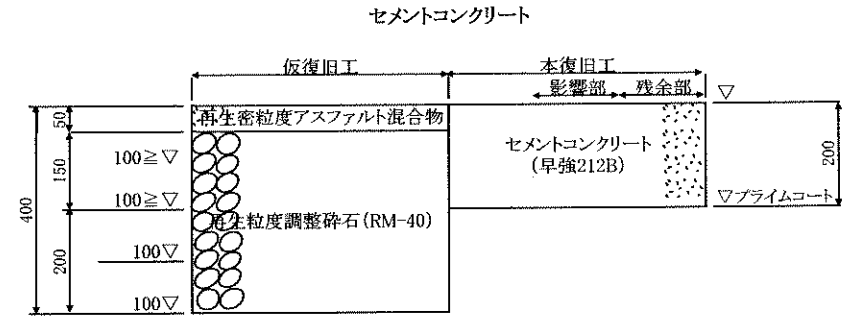 セメントコンクリート
仮復旧工
本復旧工
影響部
残余部
▽
50
再生密粒度アスファルト混合物
セメントコンクリート
(早強212B)
200
150
100≧▽
100≧▽
▽プライムコート
400
再生粒度調整砕石(RM-40)
200
100▽
100▽